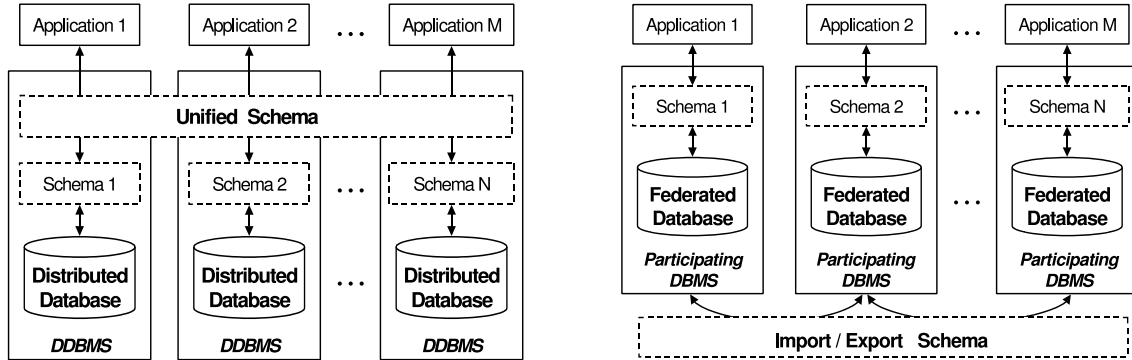 Application 1
Application 2
...
Application M
Unified Schema
Schema 1
Schema 2
...
Schema N
Distributed
Database
Distributed
Database
...
Distributed
Database
DDBMS
DDBMS
DDBMS
Application 1
Application 2
...
Application M
Schema 1
Schema 2
...
Schema N
Federated
Database
Federated
Database
...
Federated
Database
Participating
DBMS
Participating
DBMS
Participating
DBMS
Import / Export Schema